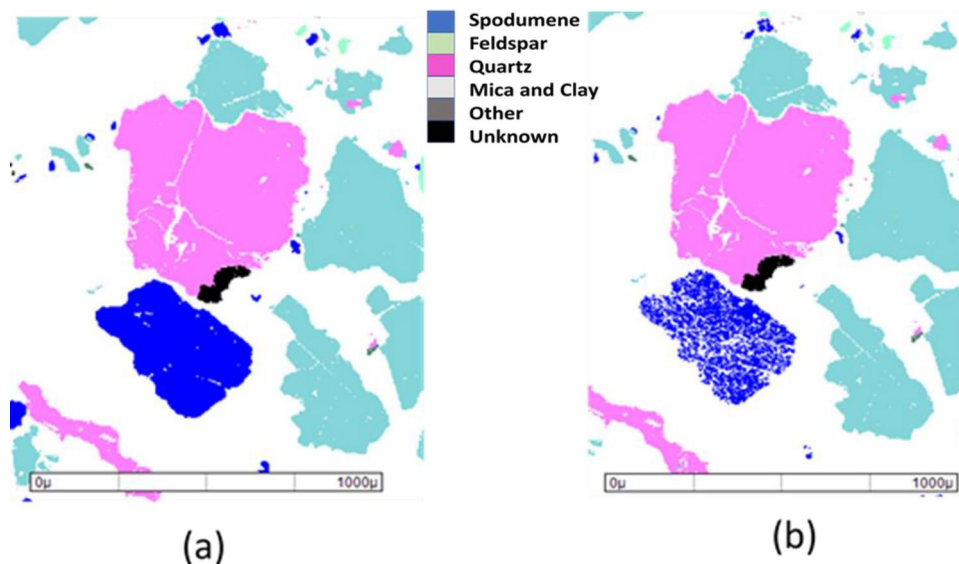 Spodumene
Feldspar
Quartz
Mica and Clay
Other
Unknown
0µ 1000µ
0µ 1000µ
(a)
(b)